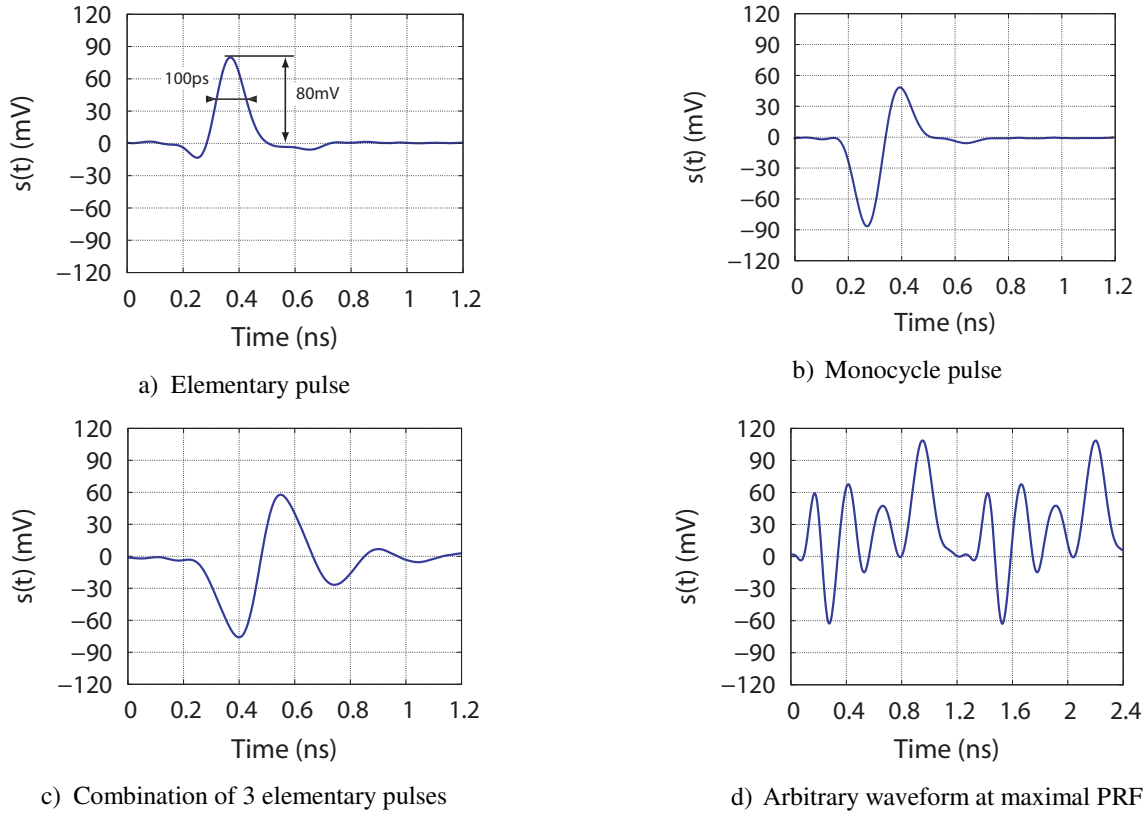 120
90
60
30
0
−30
−60
−90
−120
s(t) (mV)
100ps
80mV
0 0.2 0.4 0.6 0.8 1 1.2
Time (ns)
a) Elementary pulse
120
90
60
30
0
−30
−60
−90
−120
s(t) (mV)
0 0.2 0.4 0.6 0.8 1 1.2
Time (ns)
b) Monocycle pulse
120
90
60
30
0
−30
−60
−90
−120
s(t) (mV)
0 0.2 0.4 0.6 0.8 1 1.2
Time (ns)
c) Combination of 3 elementary pulses
120
90
60
30
0
−30
−60
−90
−120
s(t) (mV)
0 0.4 0.8 1.2 1.6 2 2.4
Time (ns)
d) Arbitrary waveform at maximal PRF